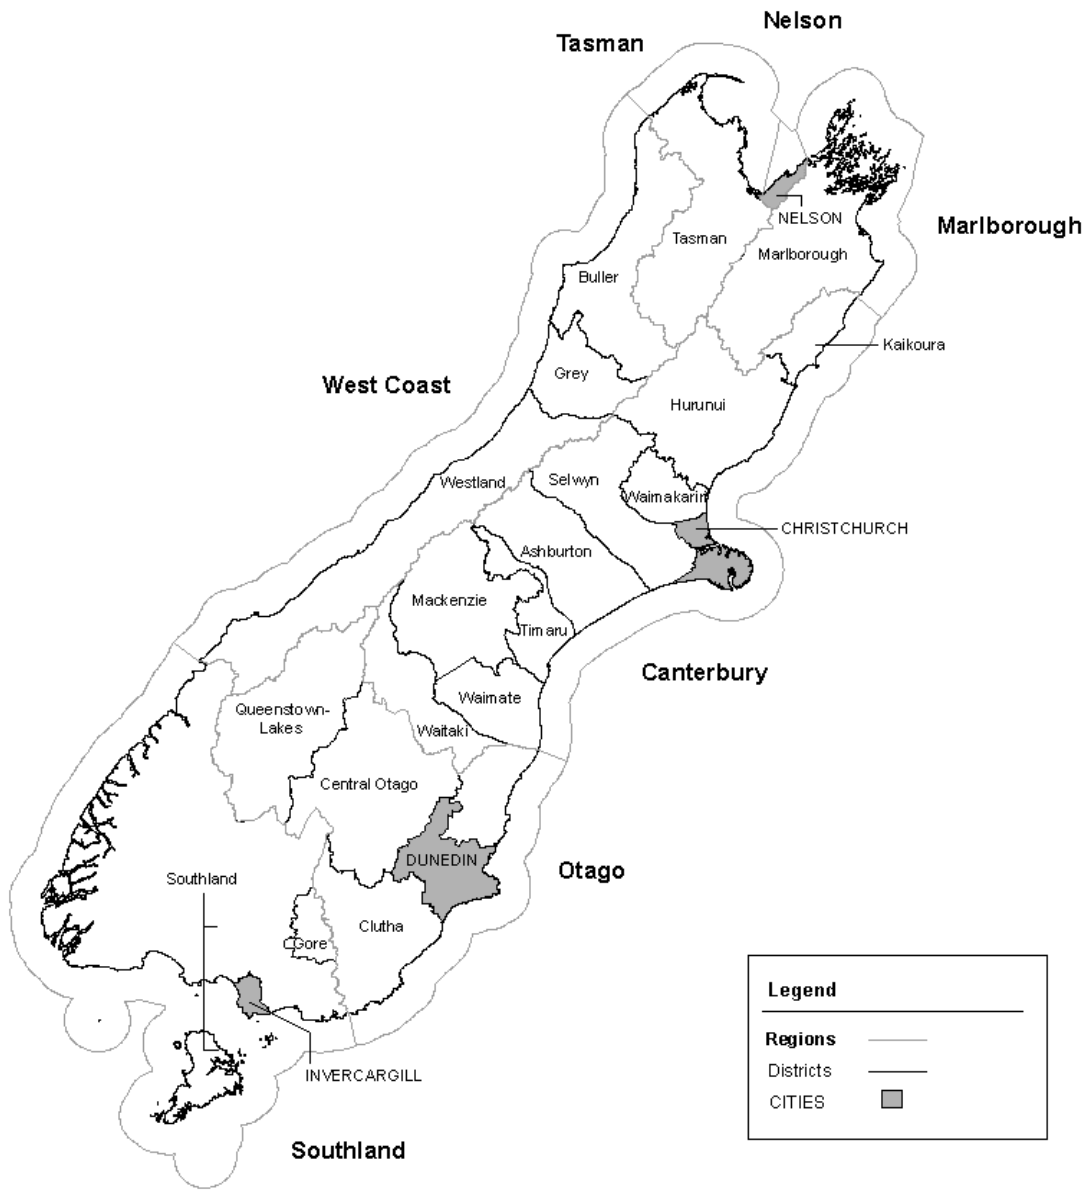 Nelson
Tasman
NELSON
Marlborough
Tasman
Marlborough
Buller
Kaikoura
Grey
West Coast
Hurunui
Westland
Selwyn
Waimakariri
CHRISTCHURCH
Ashburton
Mackenzie
Timaru
Canterbury
Waimate
Queenstown-
Lakes
Waitaki
Central Otago
DUNEDIN
Otago
Southland
Clutha
Gore
Legend
Regions
Districts
CITIES
INVERCARGILL
Southland